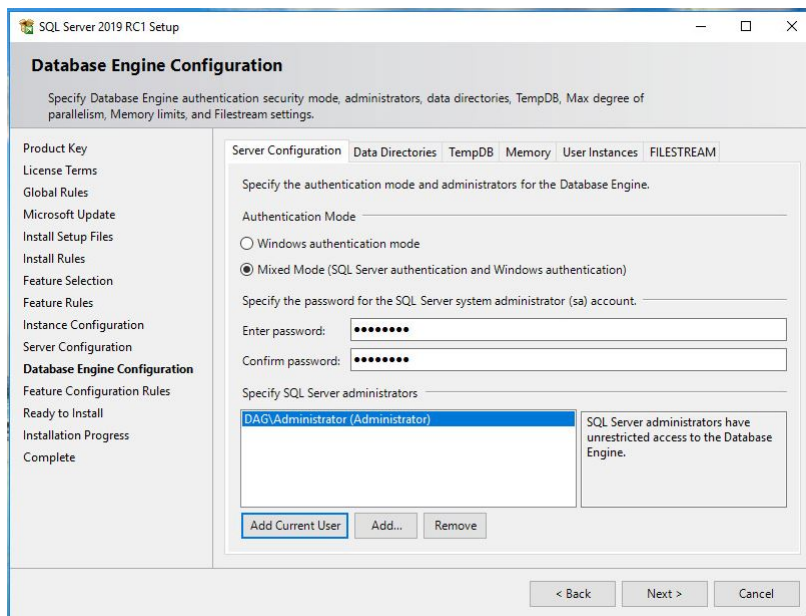 SQL Server 2019 RC1 Setup
Database Engine Configuration
Specify Database Engine authentication security mode, administrators, data directories, TempDB, Max degree of
parallelism, Memory limits, and Filestream settings.
Product Key
License Terms
Global Rules
Microsoft Update
Install Setup Files
Install Rules
Feature Selection
Feature Rules
Instance Configuration
Server Configuration
Database Engine Configuration
Feature Configuration Rules
Ready to Install
Installation Progress
Complete
Server Configuration Data Directories TempDB Memory User Instances FILESTREAM
Specify the authentication mode and administrators for the Database Engine.
Authentication Mode
Windows authentication mode
Mixed Mode (SQL Server authentication and Windows authentication)
Specify the password for the SQL Server system administrator (sa) account.
Enter password: ●●●●●●●●
Confirm password: ●●●●●●●●
Specify SQL Server administrators
DAG\Administrator (Administrator)
SQL Server administrators have
unrestricted access to the Database
Engine.
Add Current User Add... Remove
< Back Next > Cancel